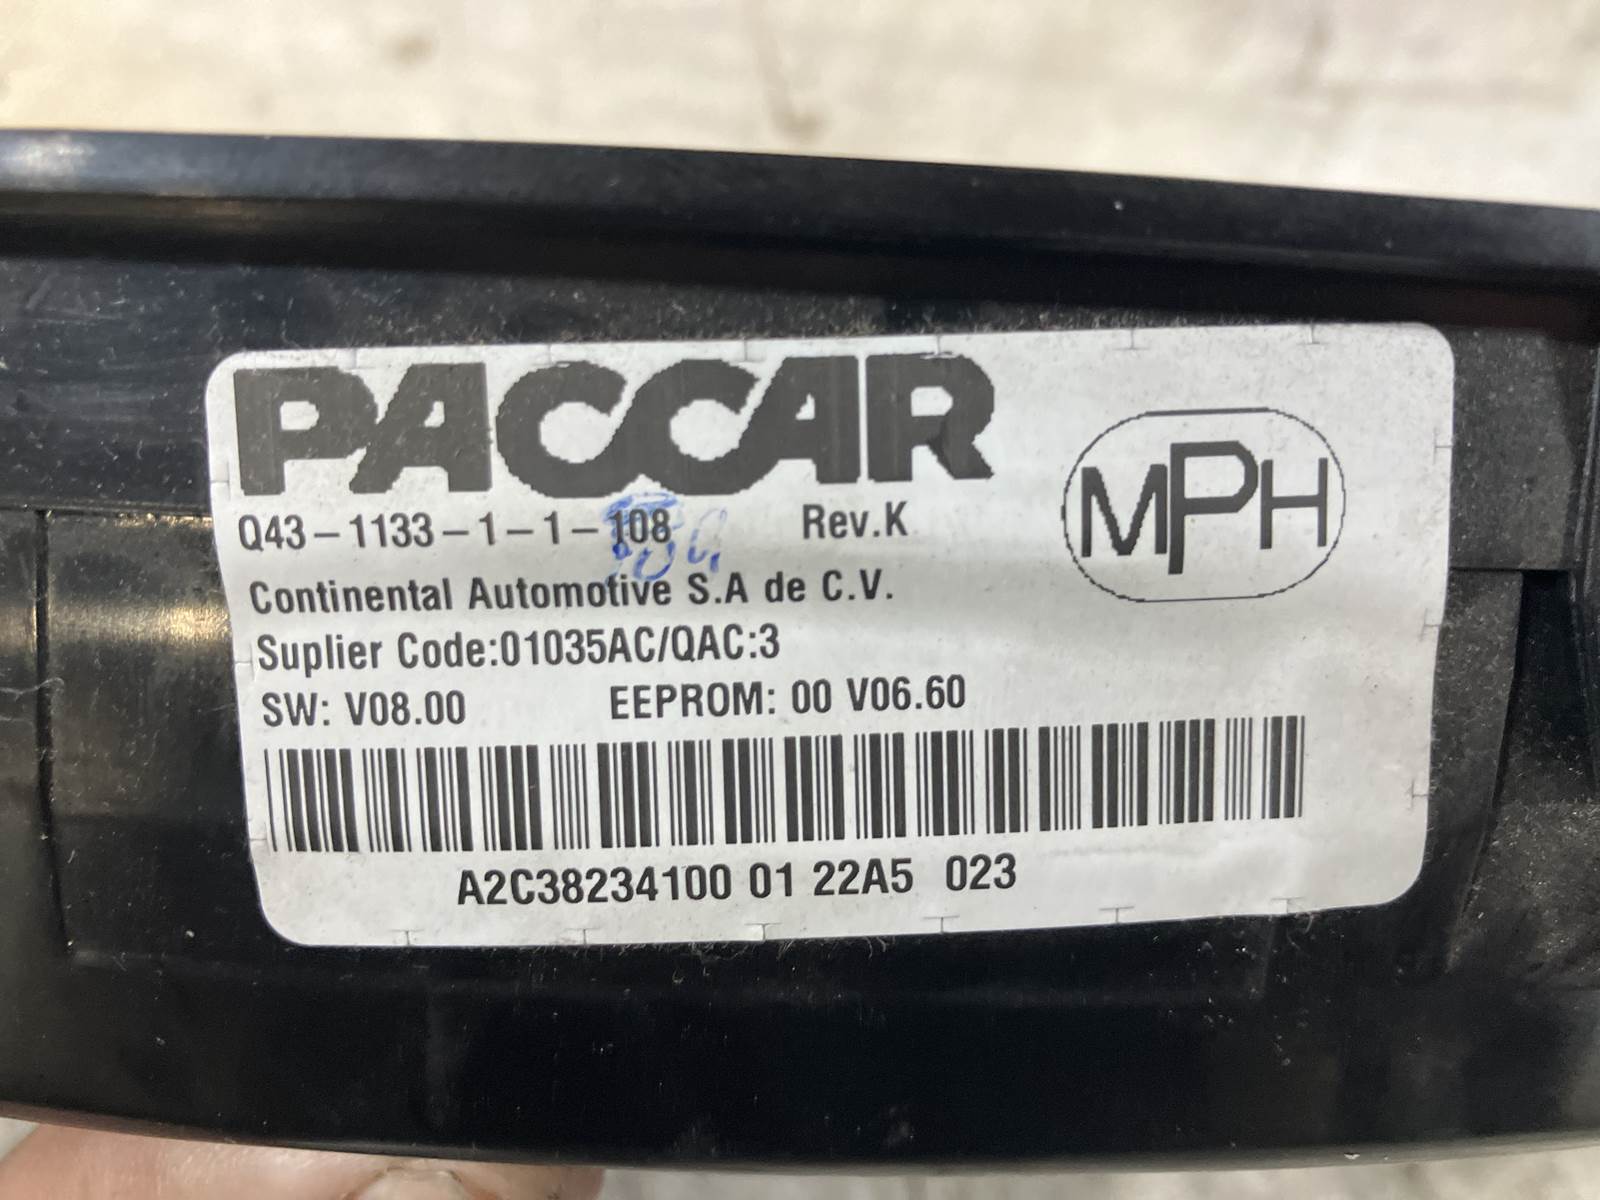 PACCAR
Q43-1133-1-1-108 Rev.K
MPH
Continental Automotive S.A de C.V.
Suplier Code:01035AC/QAC:3
SW: V08.00 EEPROM: 00 V06.60
A2C38234100 01 22A5 023